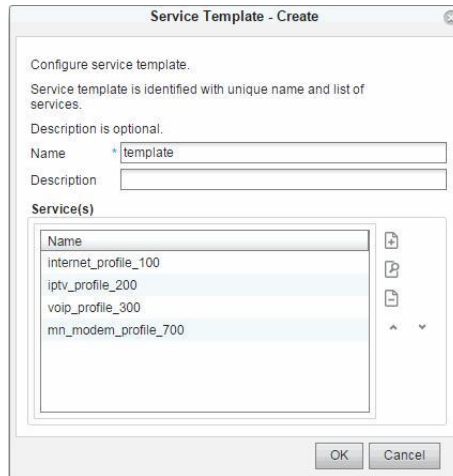 Service Template - Create
Configure service template.
Service template is identified with unique name and list of
services.
Description is optional.
Name * template
Description
Service(s)
Name
internet_profile_100
iptv_profile_200
voip_profile_300
mn_modem_profile_700
OK Cancel